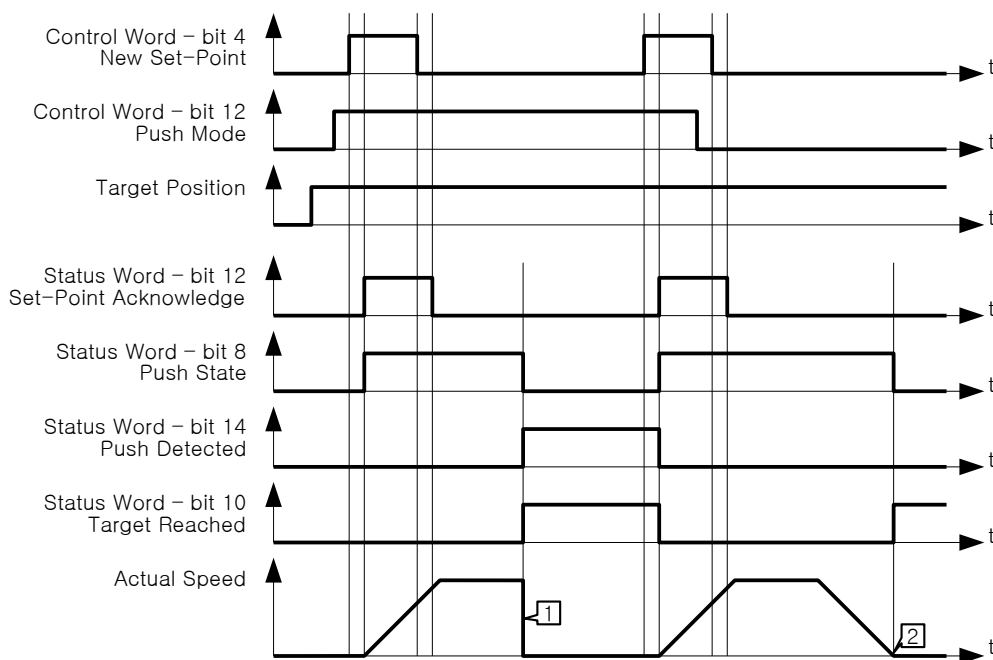 Control Word – bit 4
New Set-Point
t
Control Word – bit 12
Push Mode
t
Target Position
t
Status Word – bit 12
Set-Point Acknowledge
t
Status Word – bit 8
Push State
t
Status Word – bit 14
Push Detected
t
Status Word – bit 10
Target Reached
t
Actual Speed
1
2
t